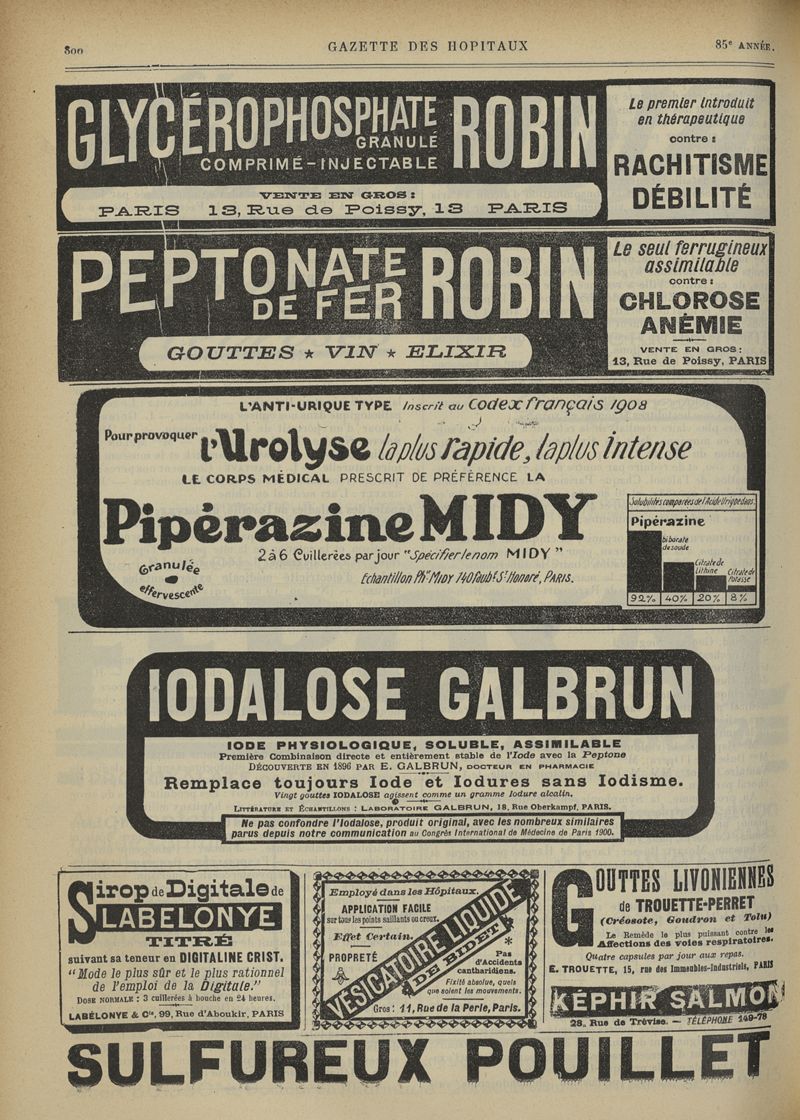 800
GAZETTE DES HOPITAUX
85e ANNÉE.
GLYCÉROPHOSPHATE ROBIN
GRANULÉ
COMPRIMÉ-INJECTABLE
VENTE EN GROS :
PARIS 13, Rue de Poissy, 13 PARIS
Le premier introduit
en thérapeutique
contre :
RACHITISME
DÉBILITÉ
PEPTONATE
DE FER
ROBIN
GOUTTES ★ VIN ★ ELIXIR
Le seul ferrugineux
assimilable
contre :
CHLOROSE
ANÉMIE
VENTE EN GROS :
13, Rue de Poissy, PARIS
L'ANTI-URIQUE TYPE Inscrit au Codex français 1908
Pour provoquer l'Urolyse la plus rapide, la plus intense
LE CORPS MÉDICAL PRESCRIT DE PRÉFÉRENCE LA
Pipérazine MIDY
2 à 6 Cuillerées par jour "Spécifier le nom MIDY"
Granulée
effervescente
Echantillon Phie MIDY 140 Faubg St Honoré, PARIS.
Solubilités comparées de l'Acide Urique dans:
Pipérazine
biborate
de soude
Citrate de
Lithine
Citrate de
Potasse
92% 40% 20% 8%
IODALOSE GALBRUN
IODE PHYSIOLOGIQUE, SOLUBLE, ASSIMILABLE
Première Combinaison directe et entièrement stable de l'Iode avec la Peptone
DÉCOUVERTE EN 1896 PAR E. GALBRUN, DOCTEUR EN PHARMACIE
Remplace toujours Iode et Iodures sans Iodisme.
Vingt gouttes IODALOSE agissent comme un gramme Iodure alcalin.
LITTÉRATURE ET ÉCHANTILLONS : LABORATOIRE GALBRUN, 18, Rue Oberkampf, PARIS.
Ne pas confondre l'Iodalose, produit original, avec les nombreux similaires
parus depuis notre communication au Congrès International de Médecine de Paris 1900.
Sirop de Digitale de
LABELONYE
TITRÉ
suivant sa teneur en DIGITALINE CRIST.
"Mode le plus sûr et le plus rationnel
de l'emploi de la Digitale."
DOSE NORMALE : 3 cuillerées à bouche en 24 heures.
LABÉLONYE & Cie, 99, Rue d'Aboukir, PARIS
Employé dans les Hôpitaux.
APPLICATION FACILE
sur tous les points saillants ou creux.
Effet Certain.
PROPRETÉ
VESICATOIRE LIQUIDE
DE BIDET
*
Pas
d'Accidents
cantharidiens.
Fixité absolue, quels
que soient les mouvements.
Gros : 11, Rue de la Perle, Paris.
GOUTTES LIVONIENNES
de TROUETTE-PERRET
(Créosote, Goudron et Tolu)
Le Remède le plus puissant contre les
Affections des voies respiratoires.
Quatre capsules par jour aux repas.
E. TROUETTE, 15, rue des Immeubles-Industriels, PARIS
KÉPHIR SALMON
28, Rue de Trévise. — TÉLÉPHONE 149-78
SULFUREUX POUILLET